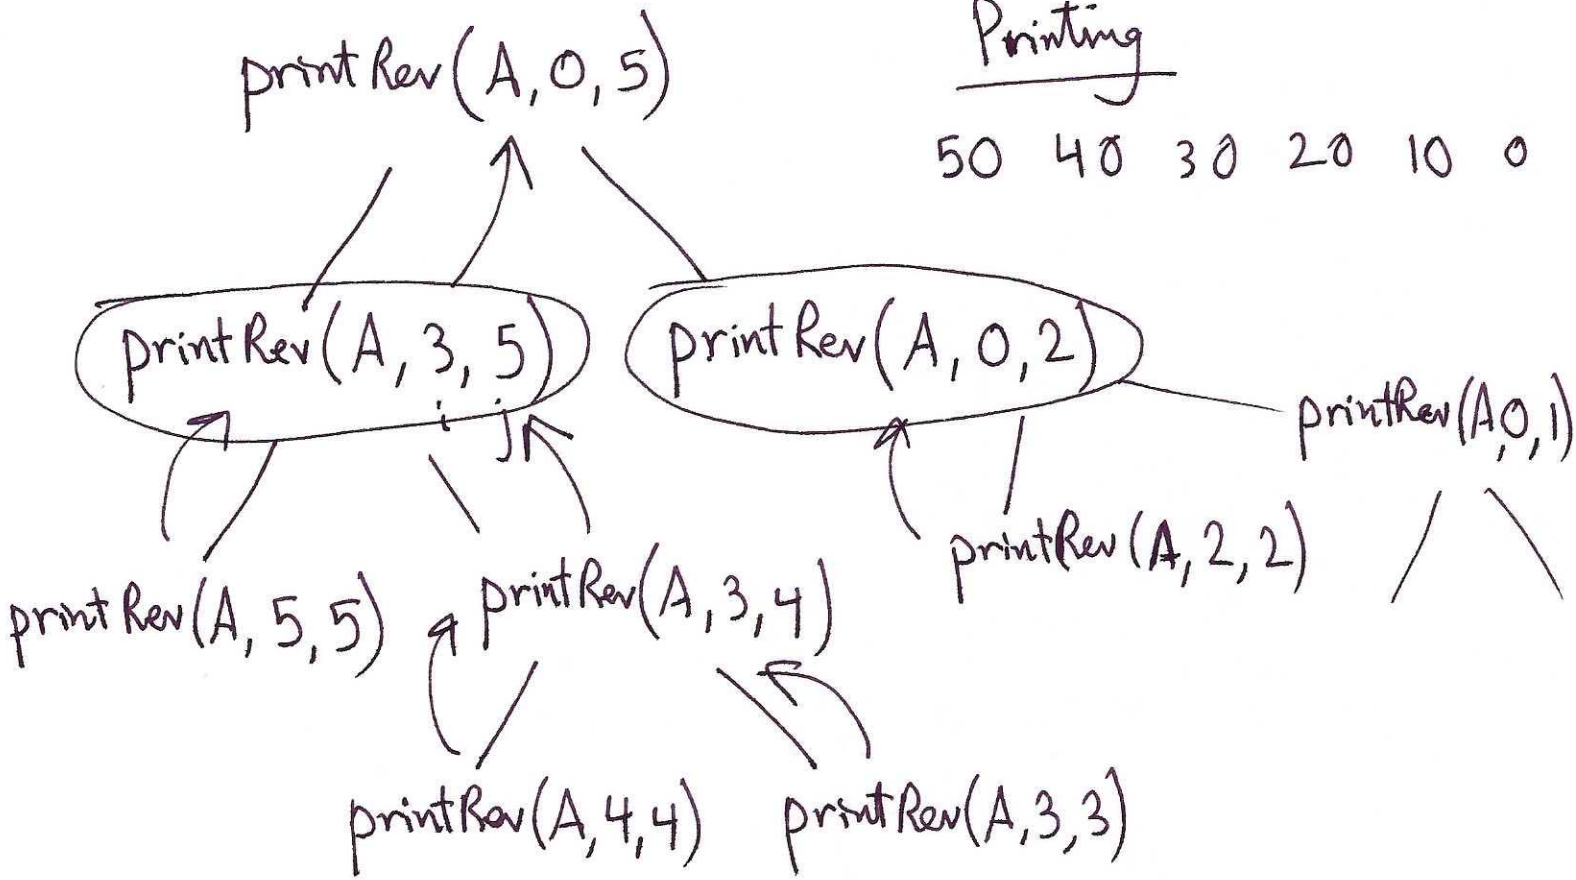 Printing
printRev(A,0,5)
50 40 30 20 10 0
printRev(A,3,5)
i j
printRev(A,0,2)
printRev(A,0,1)
printRev(A,2,2)
printRev(A,5,5)
printRev(A,3,4)
printRev(A,4,4)
printRev(A,3,3)